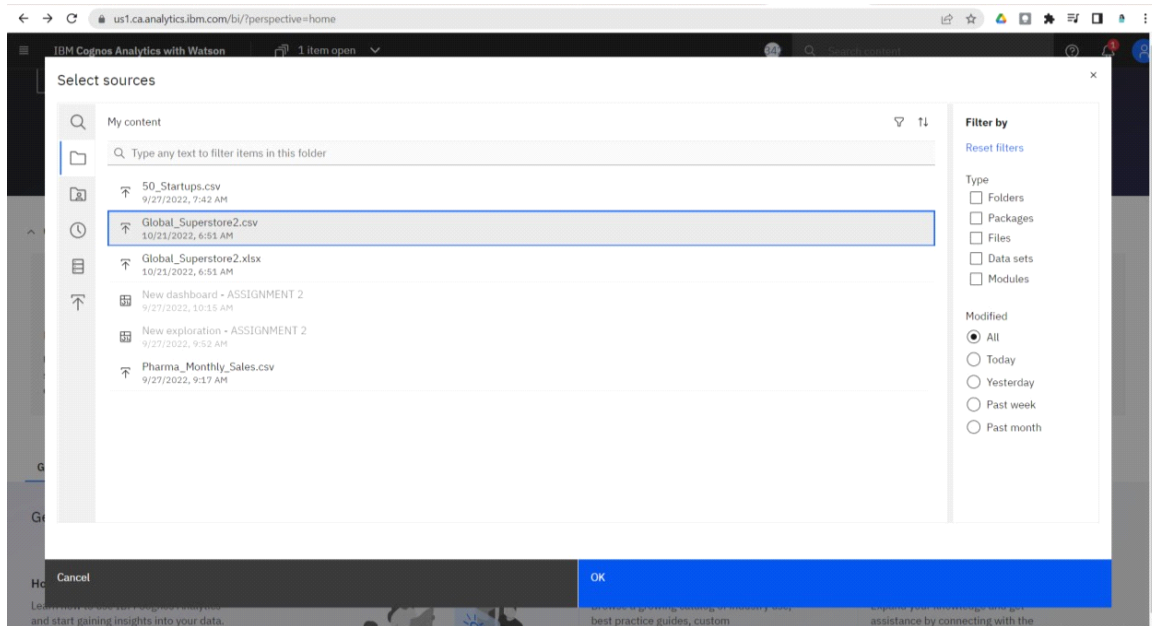 us1.ca.analytics.ibm.com/bi/?perspective=home
IBM Cognos Analytics with Watson
1 item open
Search content
1
Select sources
My content
Type any text to filter items in this folder
50_Startups.csv
9/27/2022, 7:42 AM
Global_Superstore2.csv
10/21/2022, 6:51 AM
Global_Superstore2.xlsx
10/21/2022, 6:51 AM
New dashboard - ASSIGNMENT 2
9/27/2022, 10:15 AM
New exploration - ASSIGNMENT 2
9/27/2022, 9:52 AM
Pharma_Monthly_Sales.csv
9/27/2022, 9:17 AM
Filter by
Reset filters
Type
Folders
Packages
Files
Data sets
Modules
Modified
All
Today
Yesterday
Past week
Past month
Cancel
OK
and start gaining insights into your data.
best practice guides, custom
assistance by connecting with the